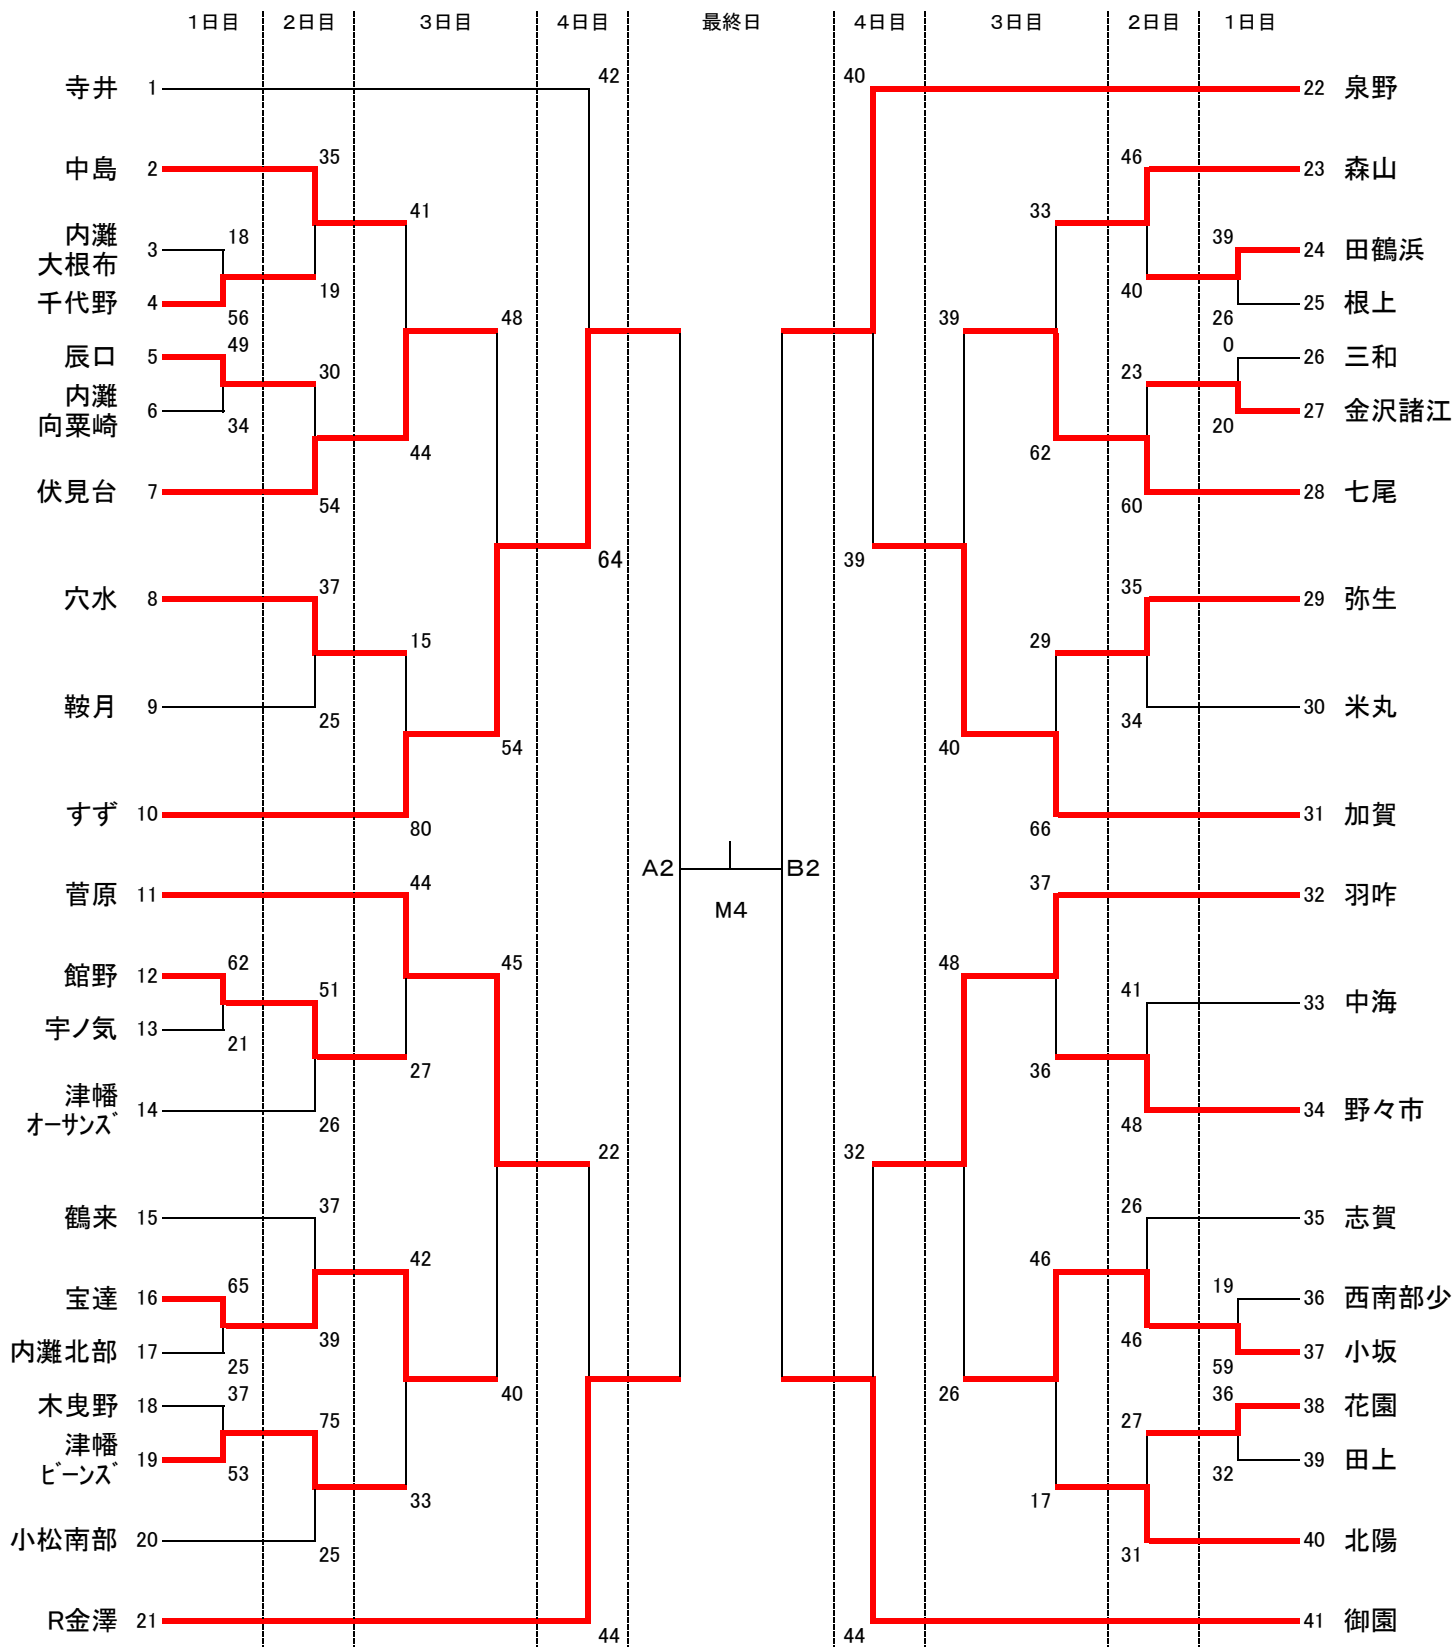 1日目 2日目 3日目 4日目 最終日 4日目 3日目 2日目 1日目
42 40
寺井 1 22 泉野
35 46
中島 2 23 森山
41 33
18 39
内灘
大根布 3 24 田鶴浜
19 40
千代野 4 25 根上
56 48 39 26
49 0
辰口 5 26 三和
30 23
内灘
向粟崎 6 27 金沢諸江
34 20
44 62
伏見台 7 28 七尾
54 60
64 39
37 35
穴水 8 29 弥生
15 29
鞍月 9 30 米丸
25 34
54 40
すず 10 31 加賀
80 66
A2 B2
44 37
菅原 11 32 羽咋
M4
62 45 48
館野 12
51 41
33 中海
宇ノ気 13
21
27 36
津幡
オーサンズ 14 34 野々市
26 48
22 32
37 26
鶴来 15 35 志賀
42 46
65 19
宝達 16 36 西南部少
39 46
内灘北部 17 37 小坂
25 59
37 40 26 36
木曳野 18 38 花園
75 27
津幡
ビーンズ 19 39 田上
53 32
33 17
小松南部 20 40 北陽
25 31
R金澤 21 41 御園
44 44